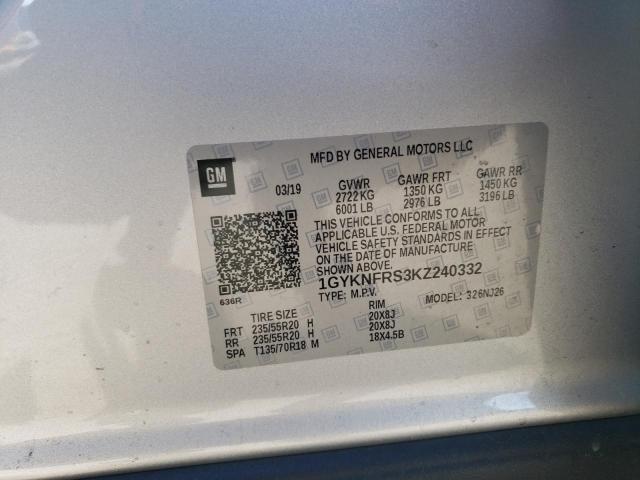 MFD BY GENERAL MOTORS LLC
GM
03/19 GVWR GAWR FRT GAWR RR
2722 KG 1350 KG 1450 KG
6001 LB 2976 LB 3196 LB
THIS VEHICLE CONFORMS TO ALL
APPLICABLE U.S. FEDERAL MOTOR
VEHICLE SAFETY STANDARDS IN EFFECT
ON THE DATE OF MANUFACTURE
SHOWN ABOVE.
1GYKNFRS3KZ240332
636R
TYPE: M.P.V. MODEL: 326NJ26
TIRE SIZE RIM
FRT 235/55R20 H 20X8J
RR 235/55R20 H 20X8J
SPA T135/70R18 M 18X4.5B